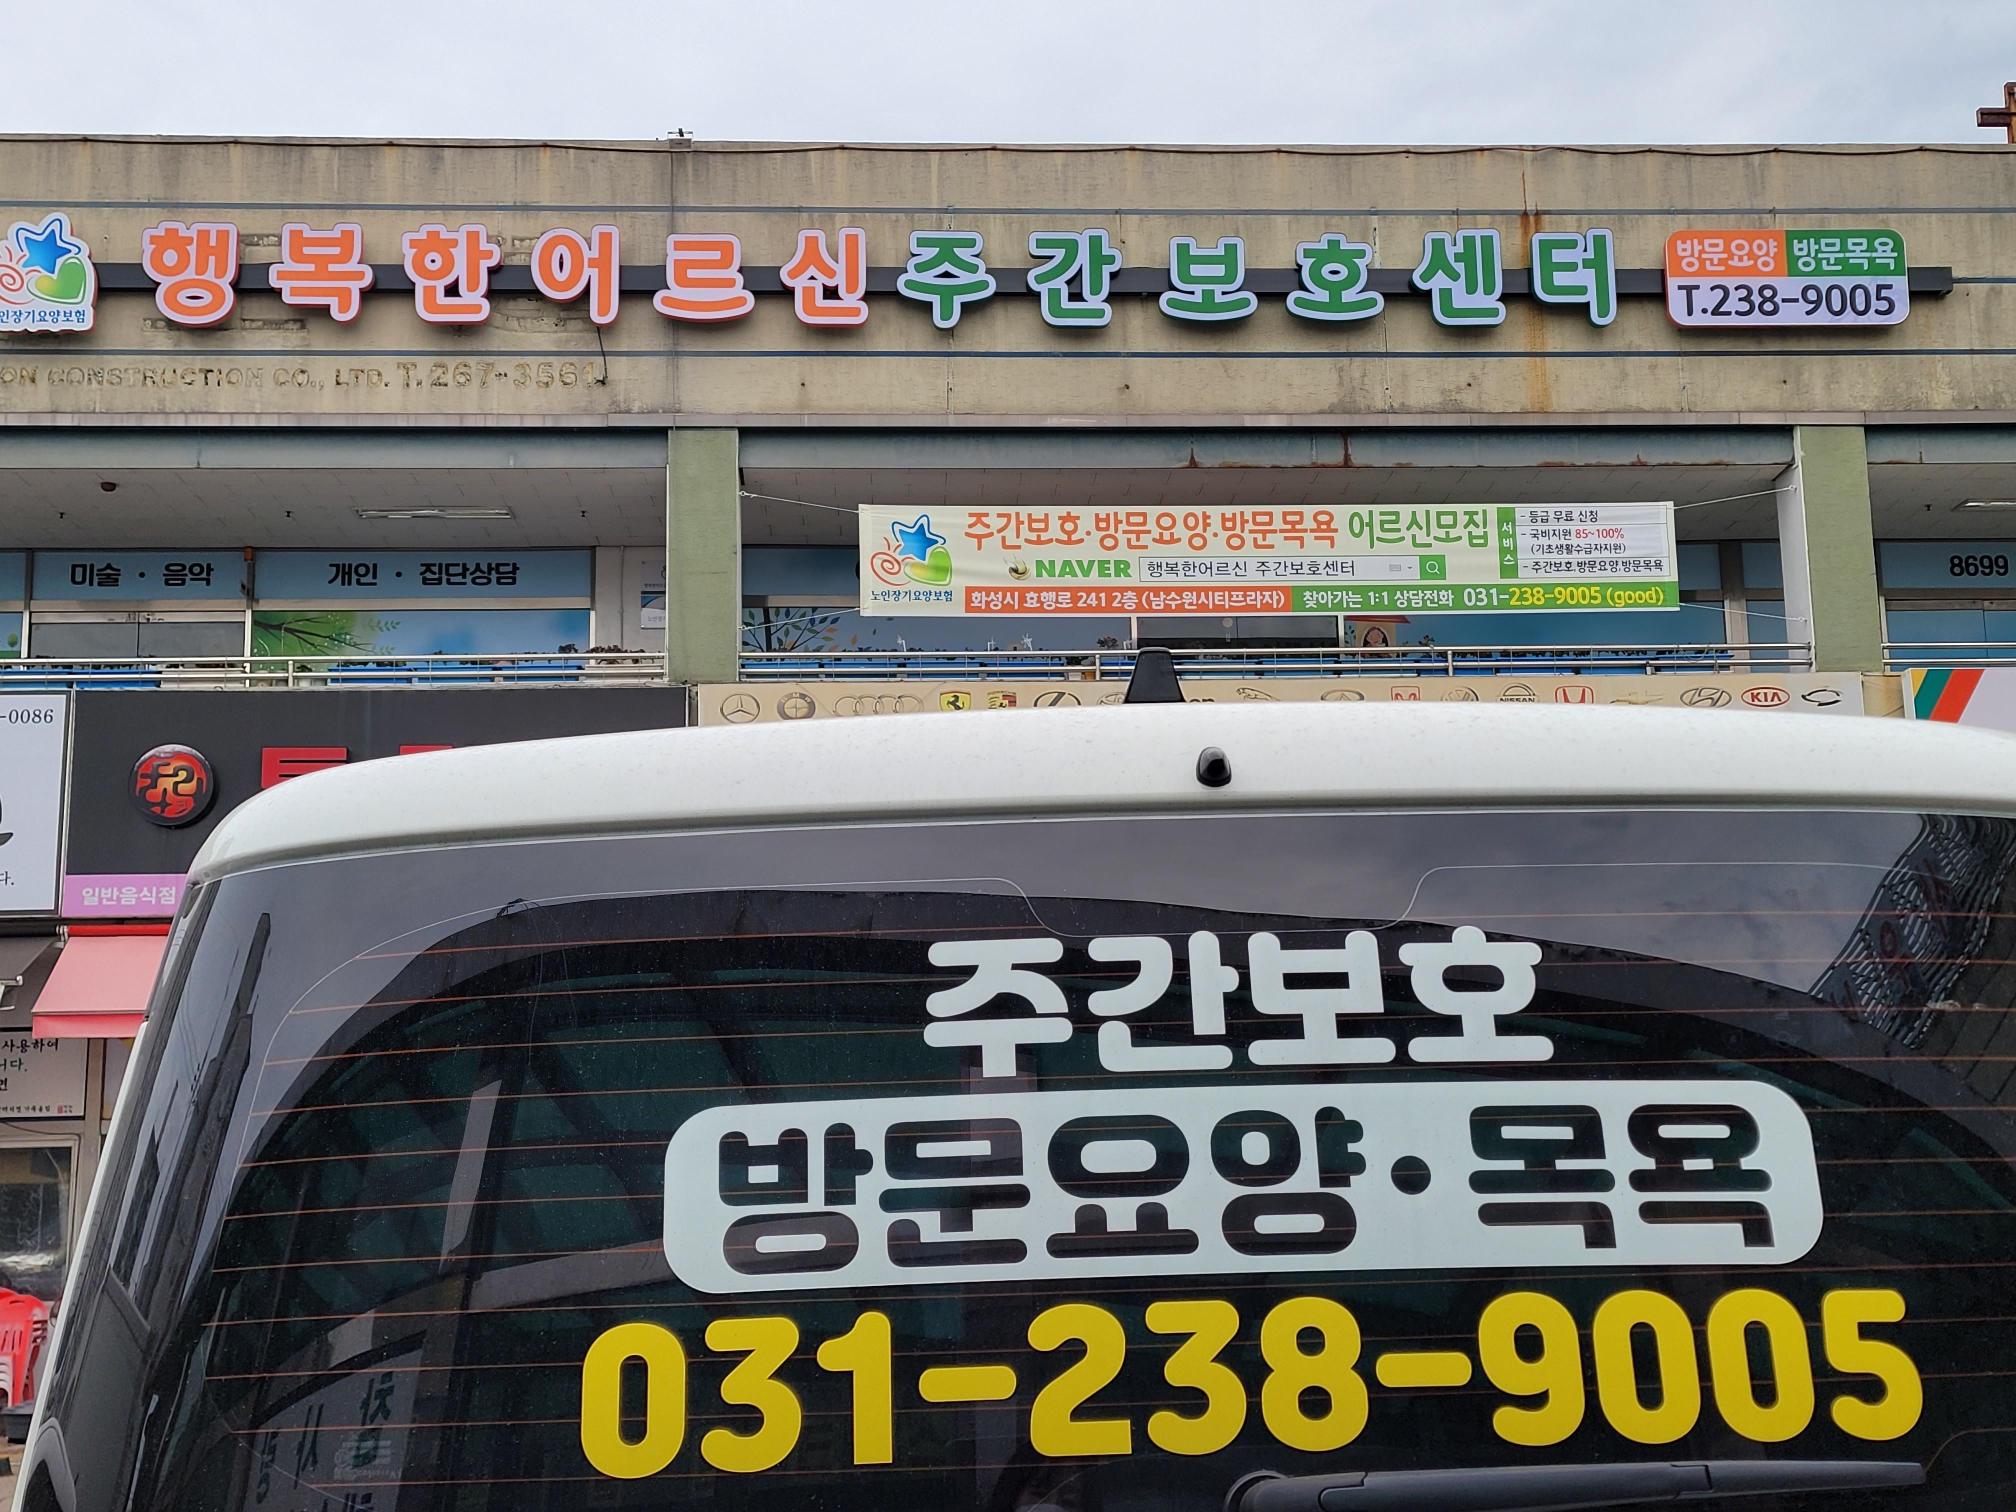 행복한어르신주간보호센터
방문요양 방문목욕
T.238-9005
인장기요양보험
ON CONSTRUCTION CO., LTD. T.267-3561
미술 · 음악
개인 · 집단상담
주간보호·방문요양·방문목욕 어르신모집
NAVER 행복한어르신 주간보호센터
노인장기요양보험
화성시 효행로 241 2층 (남수원시티프라자) 찾아가는 1:1 상담전화 031-238-9005 (good)
서비스
- 등급 무료 신청
- 국비지원 85~100%
(기초생활수급자지원)
- 주간보호.방문요양.방문목욕
8699
-0086
NISSAN
KIA
다.
일반음식점
사용하여
니다.
주간보호
방문요양·목욕
031-238-9005